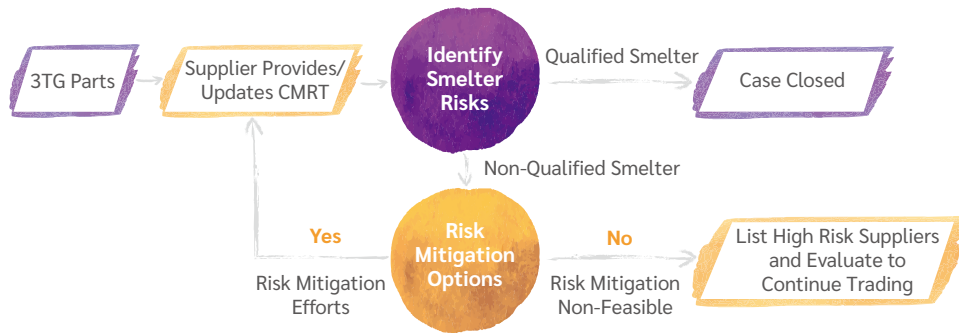 3TG Parts
Supplier Provides/
Updates CMRT
Identify
Smelter
Risks
Qualified Smelter
Case Closed
Non-Qualified Smelter
Risk
Mitigation
Options
Yes
Risk Mitigation
Efforts
No
Risk Mitigation
Non-Feasible
List High Risk Suppliers
and Evaluate to
Continue Trading